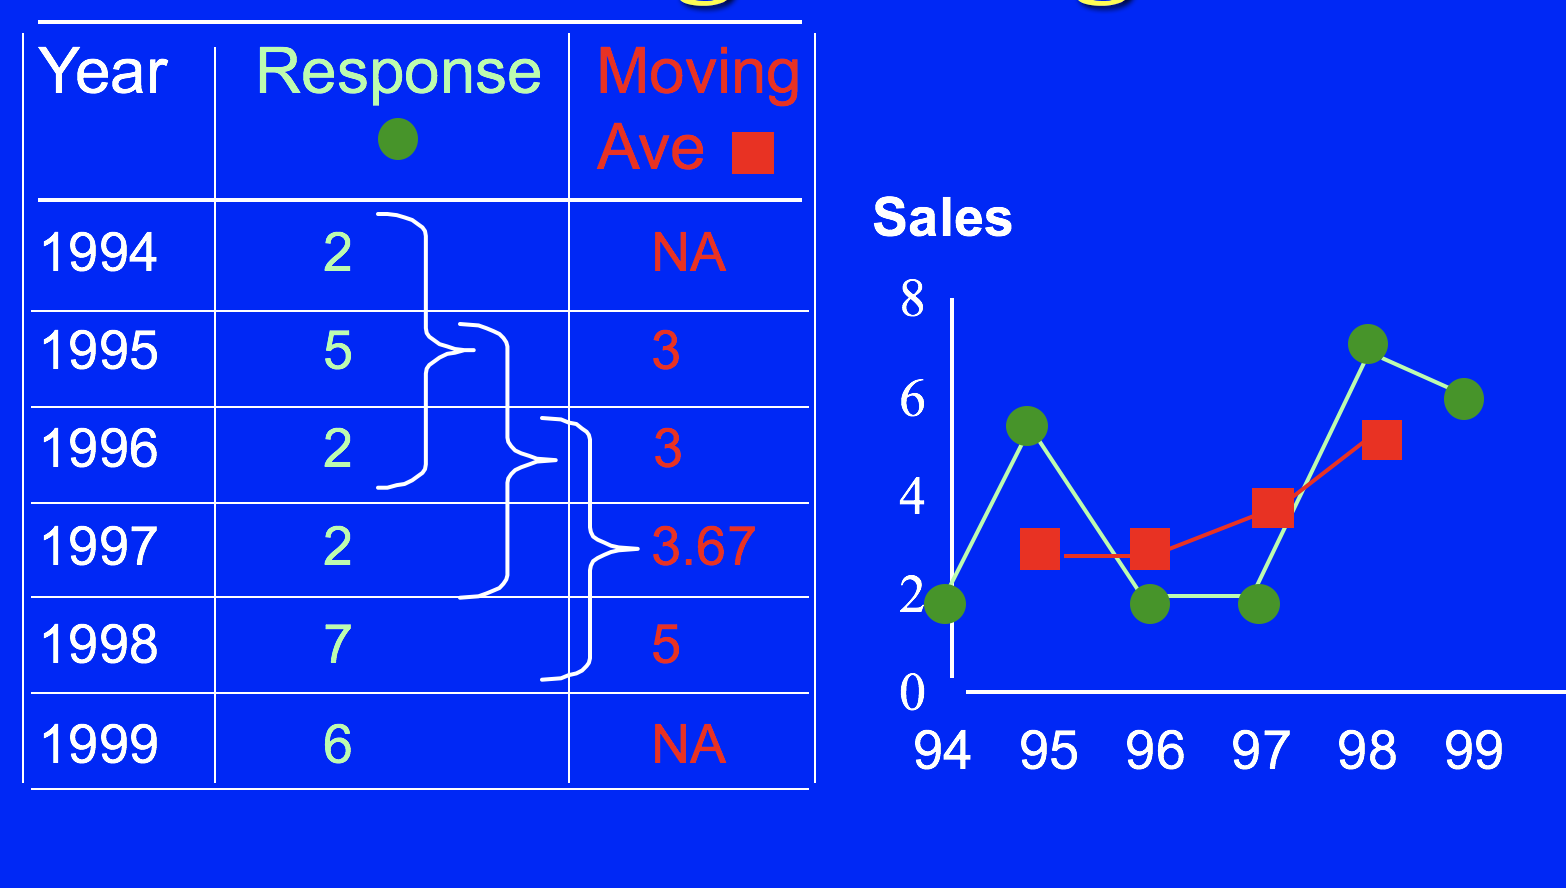 Year Response Moving
Ave
1994 2 NA
1995 5 3
1996 2 3
1997 2 3.67
1998 7 5
1999 6 NA
Sales
8
6
4
2
0
94 95 96 97 98 99